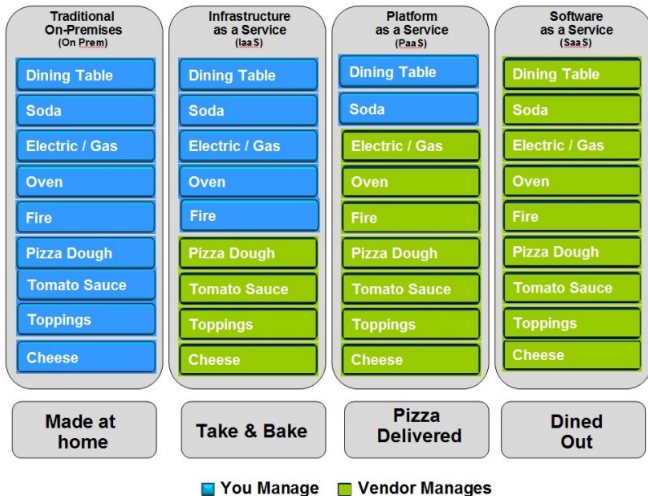 Traditional
On-Premises
(On Prem)
Dining Table
Soda
Electric / Gas
Oven
Fire
Pizza Dough
Tomato Sauce
Toppings
Cheese
Made at
home
Infrastructure
as a Service
(IaaS)
Dining Table
Soda
Electric / Gas
Oven
Fire
Pizza Dough
Tomato Sauce
Toppings
Cheese
Take & Bake
Platform
as a Service
(PaaS)
Dining Table
Soda
Electric / Gas
Oven
Fire
Pizza Dough
Tomato Sauce
Toppings
Cheese
Pizza
Delivered
Software
as a Service
(SaaS)
Dining Table
Soda
Electric / Gas
Oven
Fire
Pizza Dough
Tomato Sauce
Toppings
Cheese
Dined
Out
You Manage
Vendor Manages